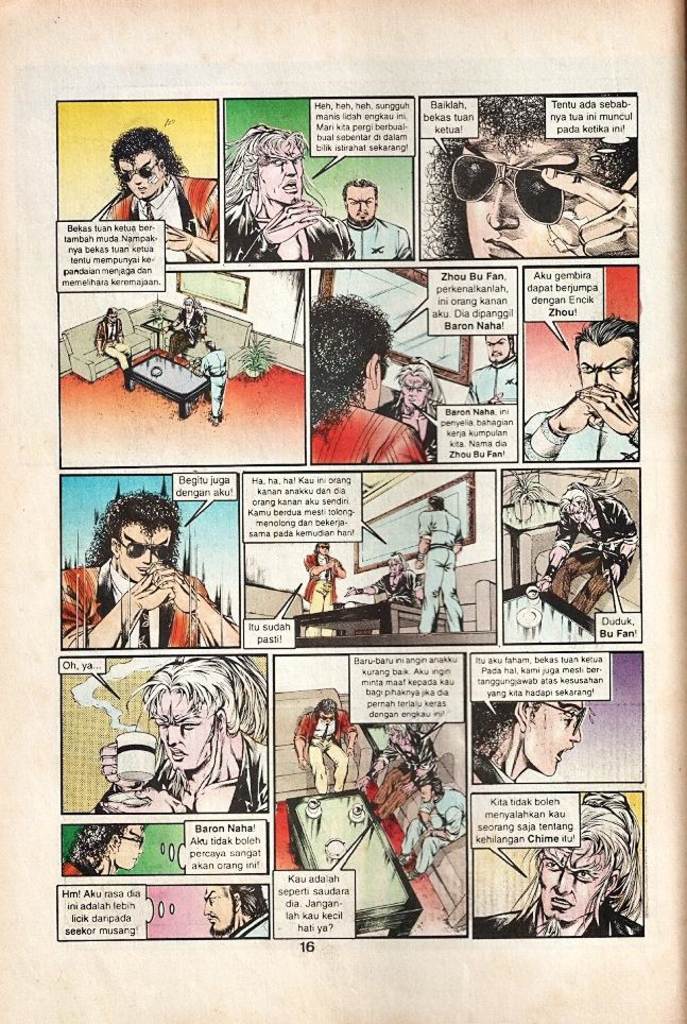 Bekas tuan ketua ber-
tambah muda Nampak-
nya bekas tuan ketua
tentu mempunyai ke-
pandaian menjaga dan
memelihara keremajaan.
Heh, heh, heh, sungguh
manis lidah engkau ini.
Mari kita pergi berbual-
bual sebentar di dalam
bilik istirahat sekarang!
Baiklah,
bekas tuan
ketua!
Tentu ada sebab-
nya tua ini muncul
pada ketika ini!
Zhou Bu Fan,
perkenalkanlah,
ini orang kanan
aku. Dia dipanggil
Baron Naha!
Baron Naha, ini
penyelia bahagian
kerja kumpulan
kita. Nama dia
Zhou Bu Fan!
Aku gembira
dapat berjumpa
dengan Encik
Zhou!
Begitu juga
dengan aku!
Ha, ha, ha! Kau ini orang
kanan anakku dan dia
orang kanan aku sendiri.
Kamu berdua mesti tolong-
menolong dan bekerja-
sama pada kemudian hari!
Itu sudah
pasti!
Duduk,
Bu Fan!
Oh, ya...
Baron Naha!
Aku tidak boleh
percaya sangat
akan orang ini!
Hm! Aku rasa dia
ini adalah lebih
licik daripada
seekor musang!
Baru-baru ini angin anakku
kurang baik. Aku ingin
minta maaf kepada kau
bagi pihaknya jika dia
pernah terlalu keras
dengan engkau ini!
Kau adalah
seperti saudara
dia. Jangan-
lah kau kecil
hati ya?
Itu aku faham, bekas tuan ketua
Pada hal, kami juga mesti ber-
tanggungjawab atas kesusahan
yang kita hadapi sekarang!
Kita tidak boleh
menyalahkan kau
seorang saja tentang
kehilangan Chime itu!
16